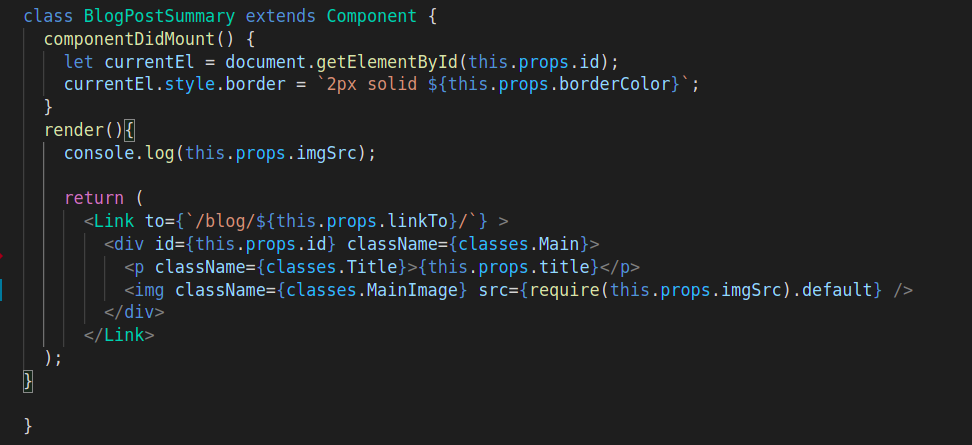 class BlogPostSummary extends Component {
  componentDidMount() {
    let currentEl = document.getElementById(this.props.id);
    currentEl.style.border = `2px solid ${this.props.borderColor}`;
  }
  render(){
    console.log(this.props.imgSrc);

    return (
      <Link to={`/blog/${this.props.linkTo}/`} >
        <div id={this.props.id} className={classes.Main}>
          <p className={classes.Title}>{this.props.title}</p>
          <img className={classes.MainImage} src={require(this.props.imgSrc).default} />
        </div>
      </Link>
  );
}

}